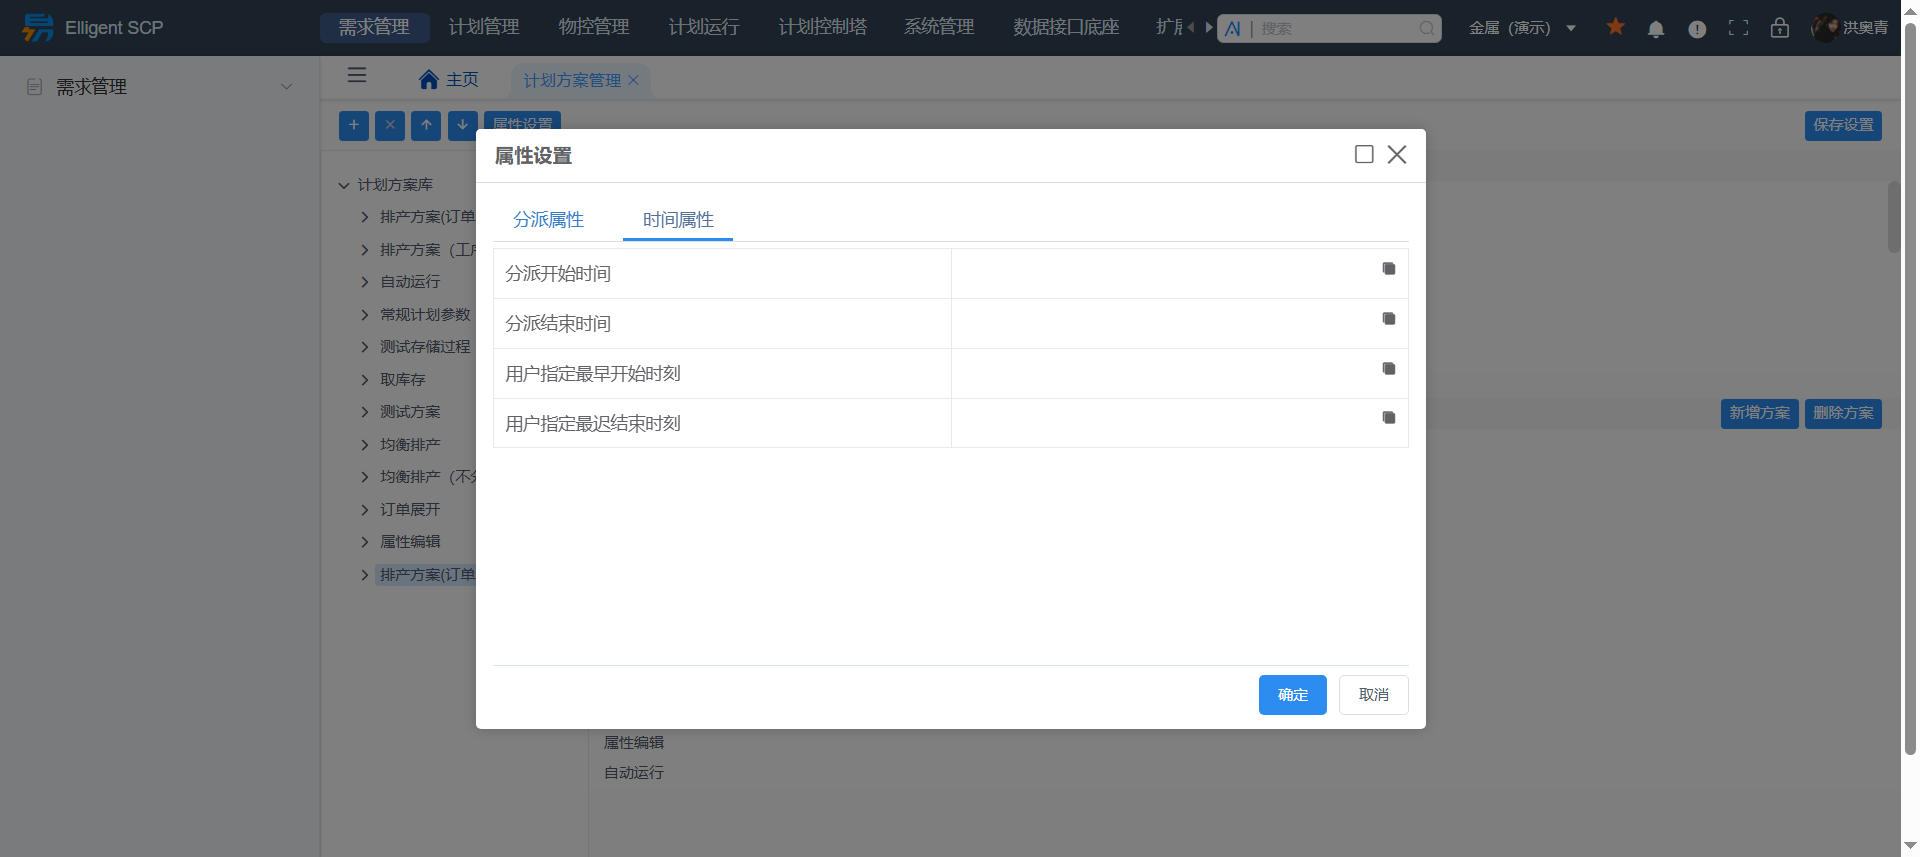 Elligent SCP
需求管理
计划管理
物控管理
计划运行
计划控制塔
系统管理
数据接口底座
搜索
金属（演示）
洪奥青
需求管理
主页
计划方案管理
属性设置
保存设置
计划方案库
排产方案(订单
排产方案（工序
自动运行
常规计划参数
测试存储过程
取库存
测试方案
均衡排产
均衡排产（不
订单展开
属性编辑
排产方案(订单
属性设置
分派属性
时间属性
分派开始时间
分派结束时间
用户指定最早开始时刻
用户指定最迟结束时刻
确定
取消
新增方案
删除方案
属性编辑
自动运行